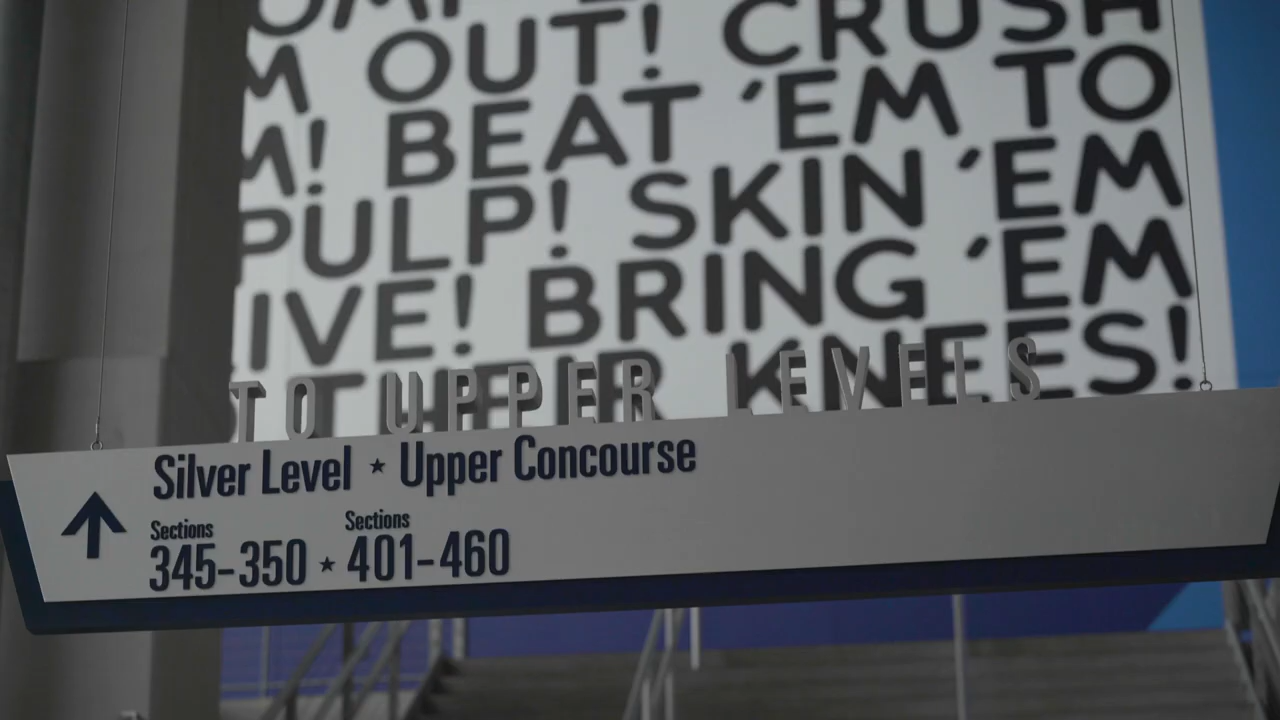 OUT! CRUSH
M! BEAT 'EM TO
PULP! SKIN 'EM
IVE! BRING 'EM
KNEES!
TO UPPER LEVELS
Silver Level ★ Upper Concourse
Sections Sections
345-350 ★ 401-460